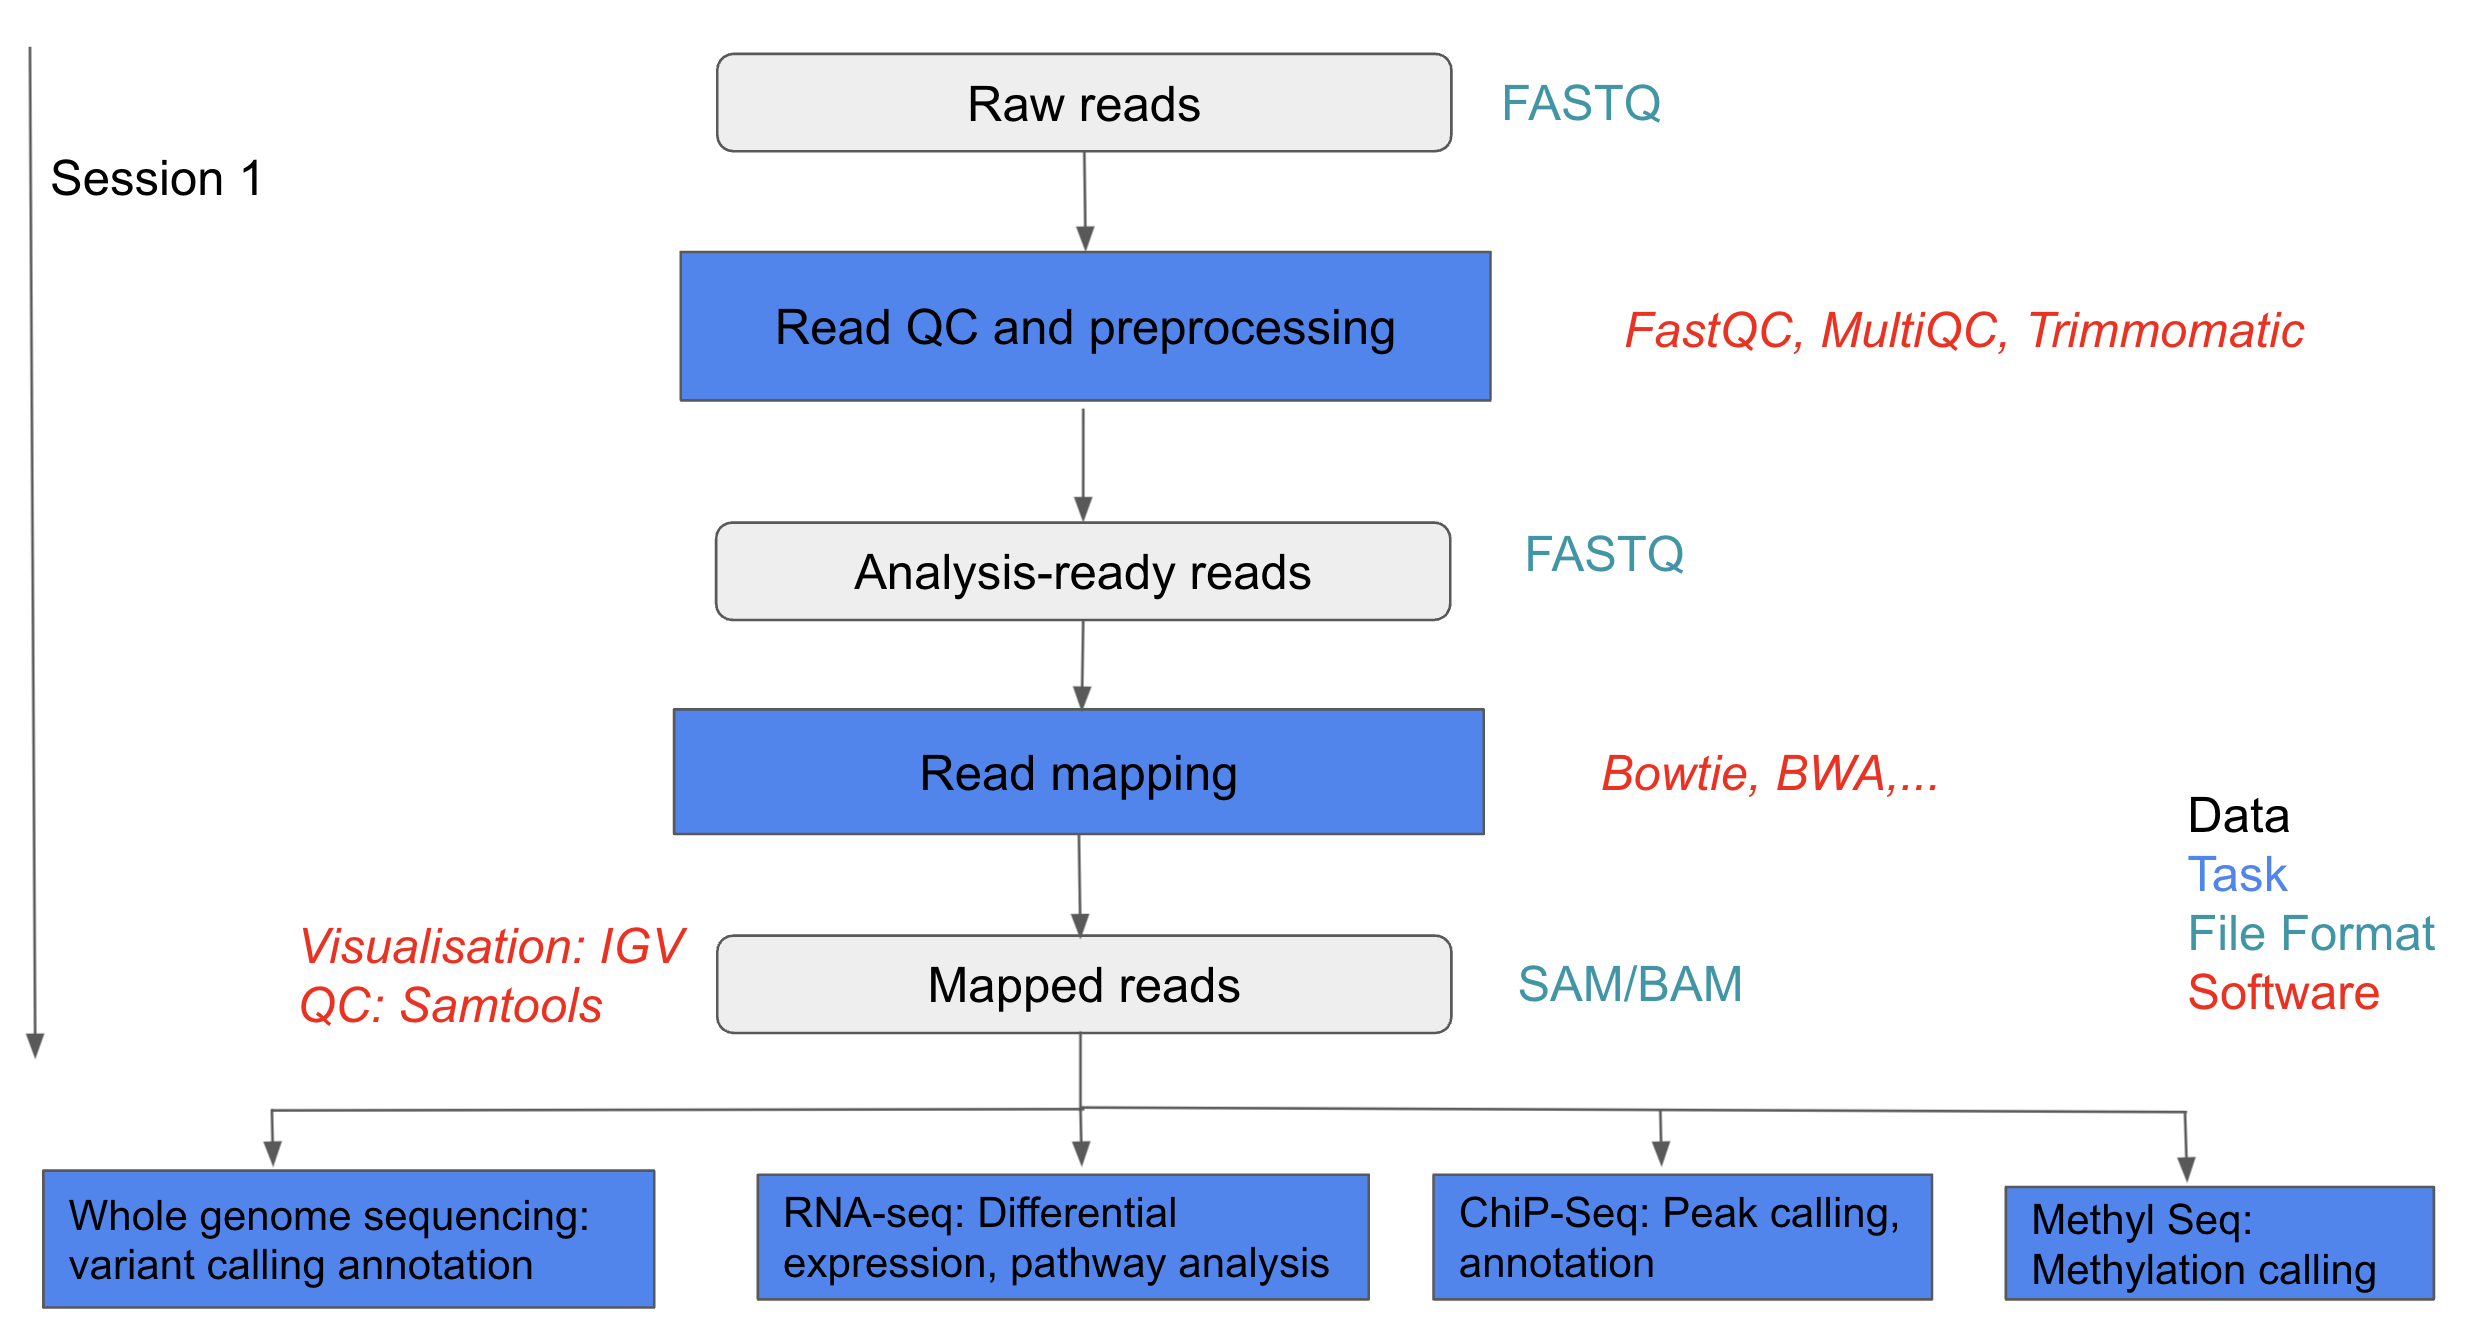 Raw reads
FASTQ
Session 1
Read QC and preprocessing
FastQC, MultiQC, Trimmomatic
Analysis-ready reads
FASTQ
Read mapping
Bowtie, BWA,...
Data
Task
File Format
Software
Visualisation: IGV
QC: Samtools
Mapped reads
SAM/BAM
Whole genome sequencing:
variant calling annotation
RNA-seq: Differential
expression, pathway analysis
ChiP-Seq: Peak calling,
annotation
Methyl Seq:
Methylation calling